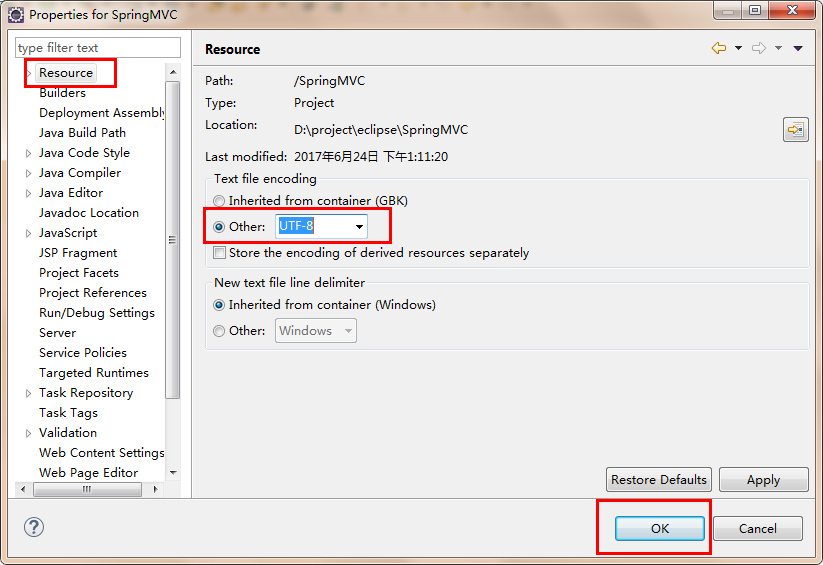 Properties for SpringMVC
type filter text
Resource
Builders
Deployment Assembly
Java Build Path
Java Code Style
Java Compiler
Java Editor
Javadoc Location
JavaScript
JSP Fragment
Project Facets
Project References
Run/Debug Settings
Server
Service Policies
Targeted Runtimes
Task Repository
Task Tags
Validation
Web Content Settings
Web Page Editor
Resource
Path: /SpringMVC
Type: Project
Location: D:\project\eclipse\SpringMVC
Last modified: 2017年6月24日 下午1:11:20
Text file encoding
Inherited from container (GBK)
Other: UTF-8
Store the encoding of derived resources separately
New text file line delimiter
Inherited from container (Windows)
Other: Windows
Restore Defaults Apply
? OK Cancel